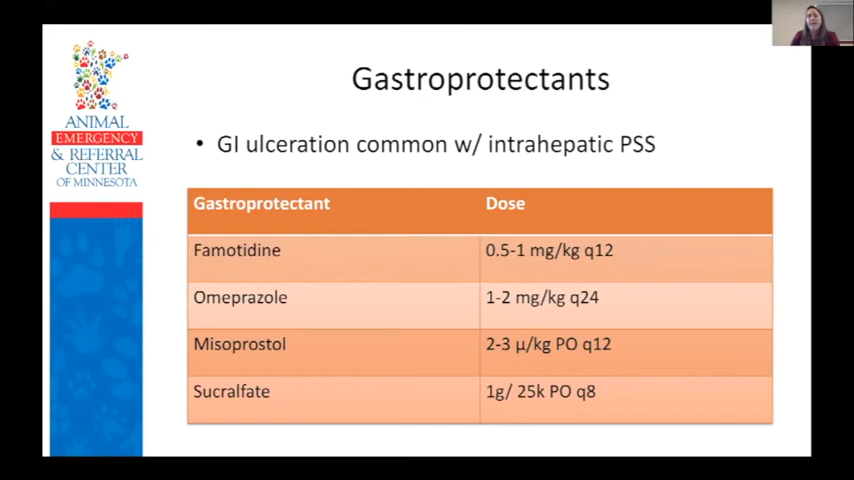 Gastroprotectants
ANIMAL
EMERGENCY
& REFERRAL
CENTER
OF MINNESOTA
• GI ulceration common w/ intrahepatic PSS
Gastroprotectant Dose
Famotidine 0.5-1 mg/kg q12
Omeprazole 1-2 mg/kg q24
Misoprostol 2-3 µ/kg PO q12
Sucralfate 1g/ 25k PO q8